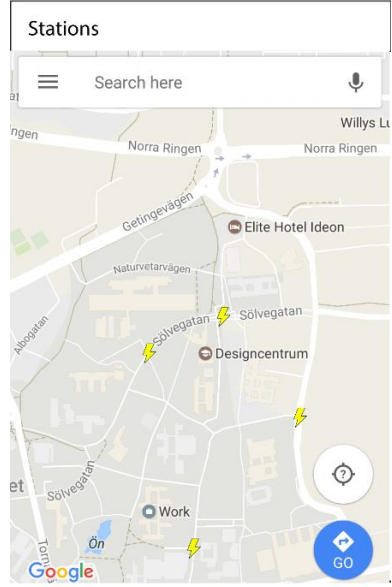 Stations
Search here
Willys Lu
ngen
Norra Ringen
Norra Ringen
Getingevägen
Elite Hotel Ideon
Naturvetarvägen
Sölvegatan
Sölvegatan
Albogatan
Designcentrum
et
Sölvegatan
Work
Ön
Torn
Google
GO